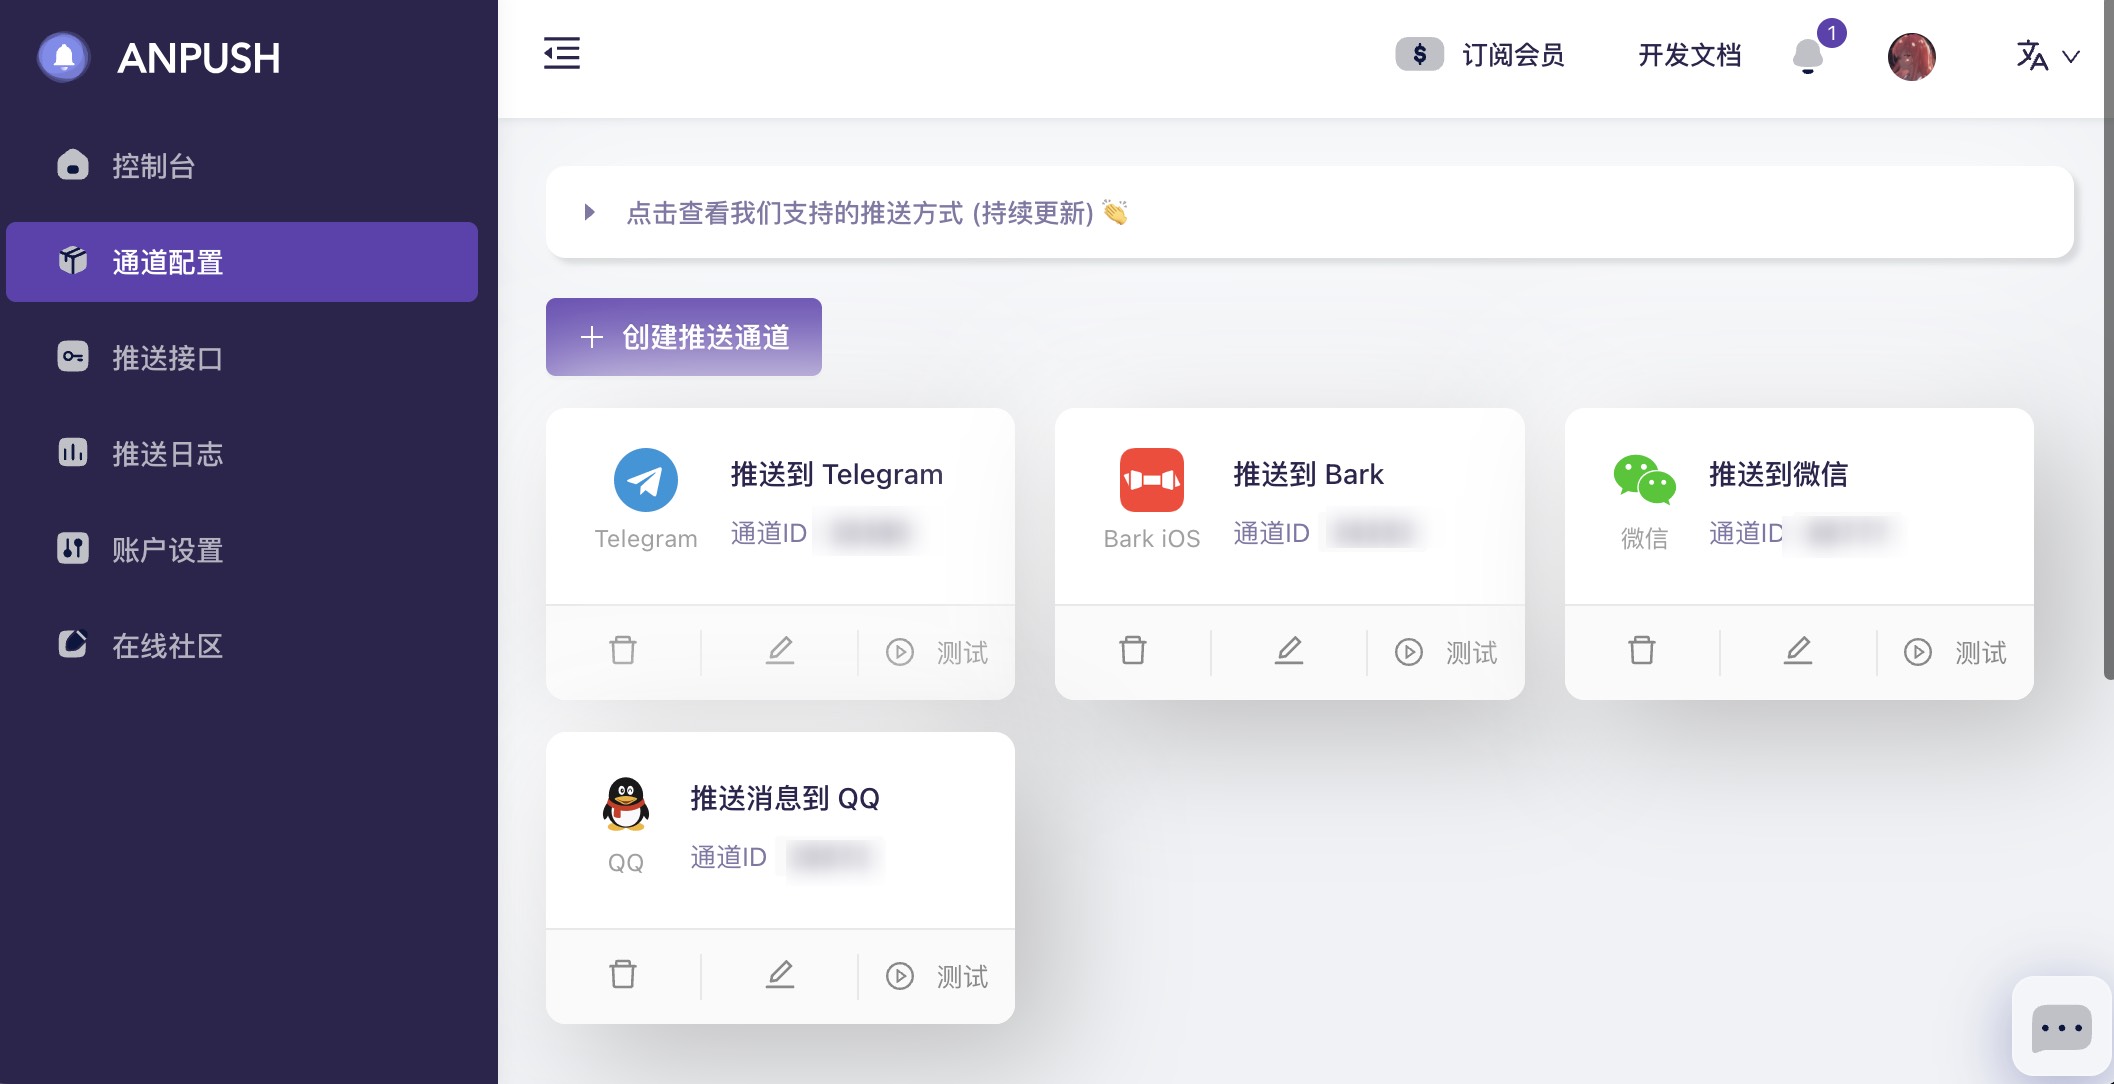 ANPUSH
控制台
通道配置
推送接口
推送日志
账户设置
在线社区
$ 订阅会员
开发文档
1
点击查看我们支持的推送方式 (持续更新)👏
创建推送通道
推送到 Telegram
Telegram
通道ID
测试
推送到 Bark
Bark iOS
通道ID
测试
推送到微信
微信
通道ID
测试
推送消息到 QQ
QQ
通道ID
测试